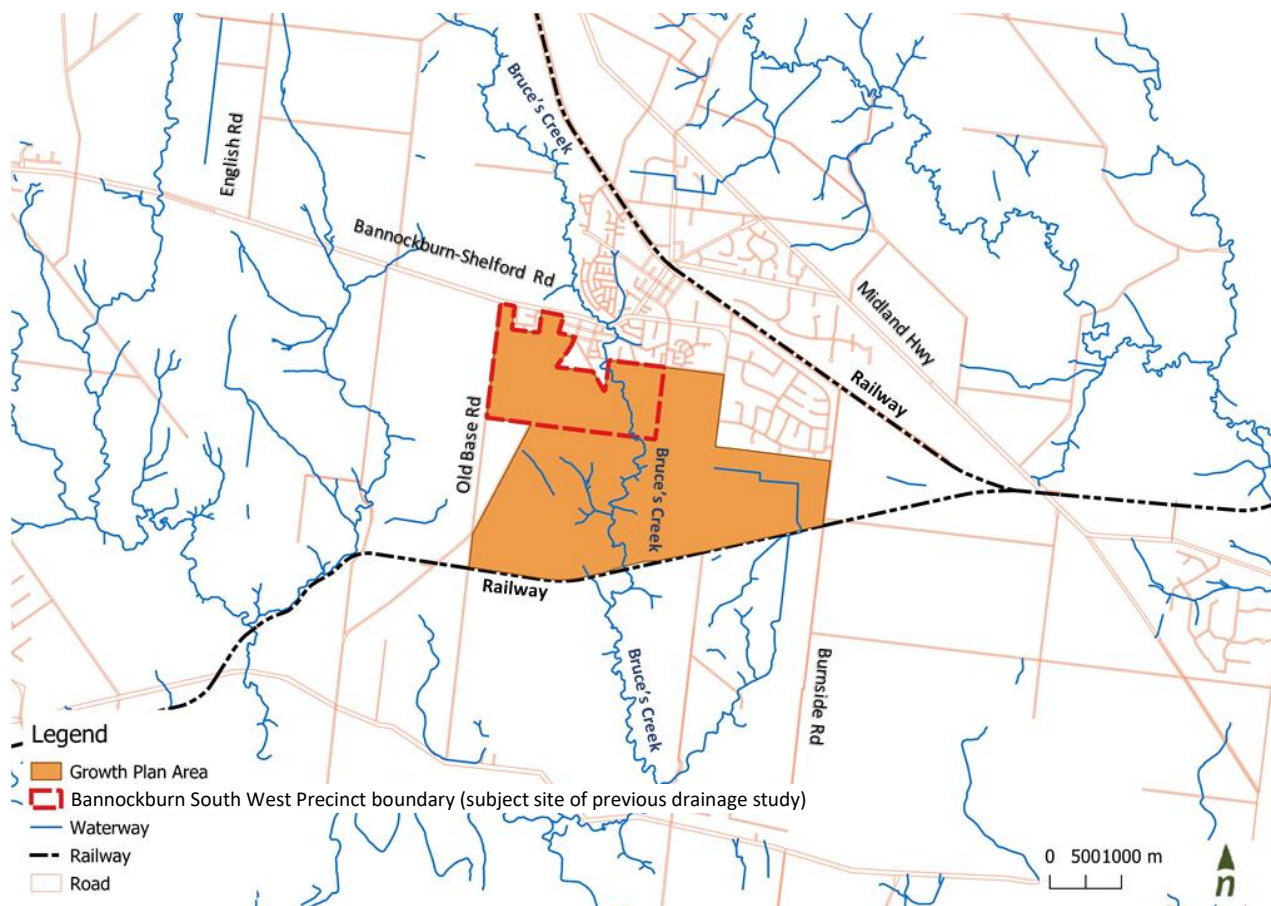 Bruce's Creek
English Rd
Bannockburn-Shelford Rd
Midland Hwy
Railway
Old Base Rd
Bruce's Creek
Railway
Bruce's Creek
Burnside Rd
Legend
Growth Plan Area
Bannockburn South West Precinct boundary (subject site of previous drainage study)
Waterway
Railway
Road
0 5001000 m
n